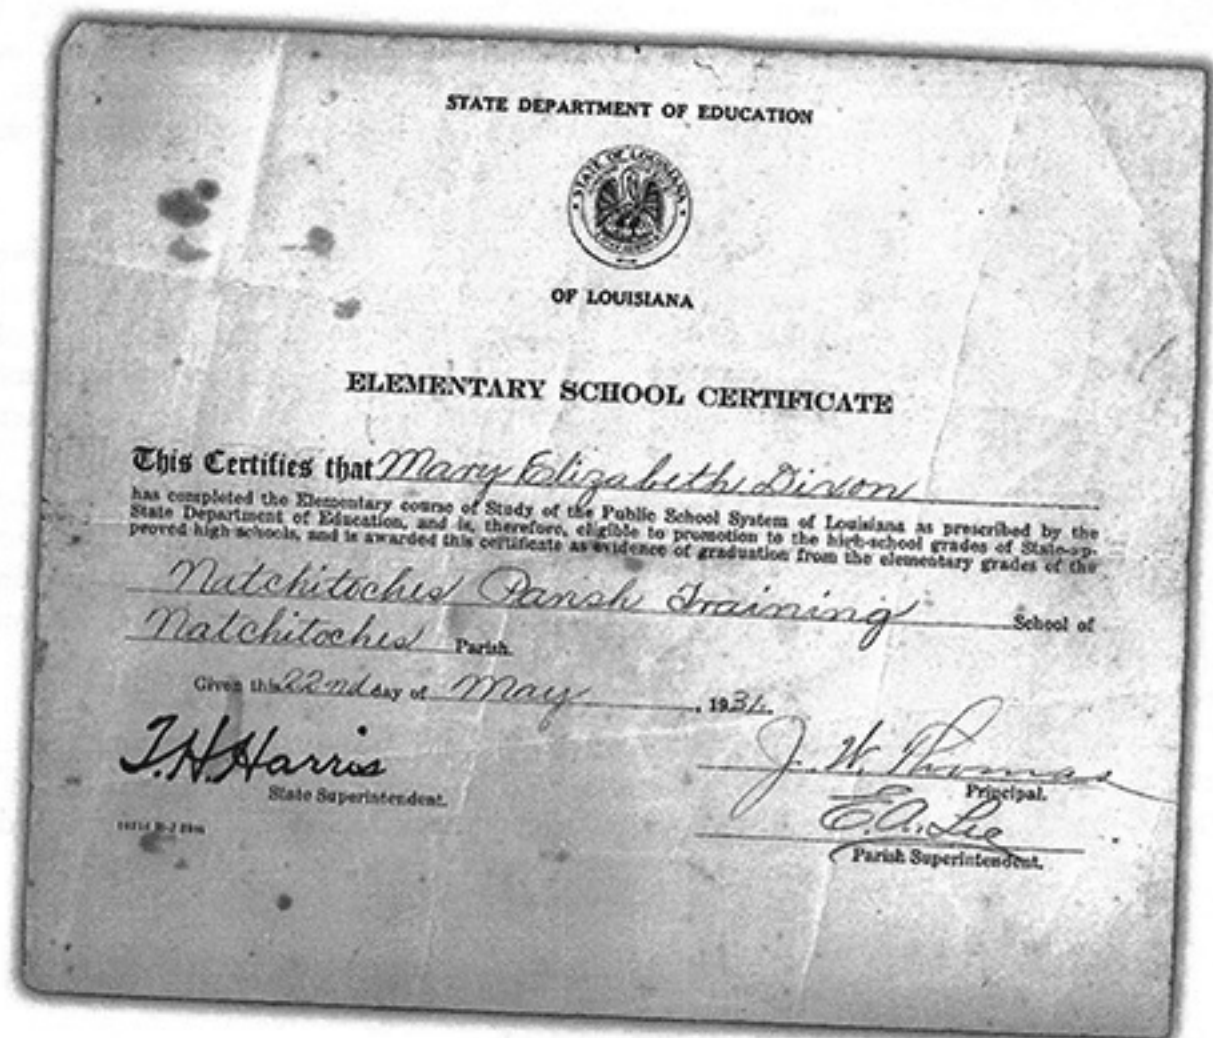 STATE DEPARTMENT OF EDUCATION
STATE OF LOUISIANA
OF LOUISIANA
ELEMENTARY SCHOOL CERTIFICATE
This Certifies that Mary Elizabeth Dixon
has completed the Elementary course of Study of the Public School System of Louisiana as prescribed by the
State Department of Education, and is, therefore, eligible to promotion to the high-school grades of State-ap-
proved high schools, and is awarded this certificate as evidence of graduation from the elementary grades of the
Natchitoches Parish Training School of
Natchitoches Parish.
Given this 22nd day of May, 1931.
T.H. Harris
State Superintendent.
J. W. Thomas
Principal.
E.A. Lee
Parish Superintendent.